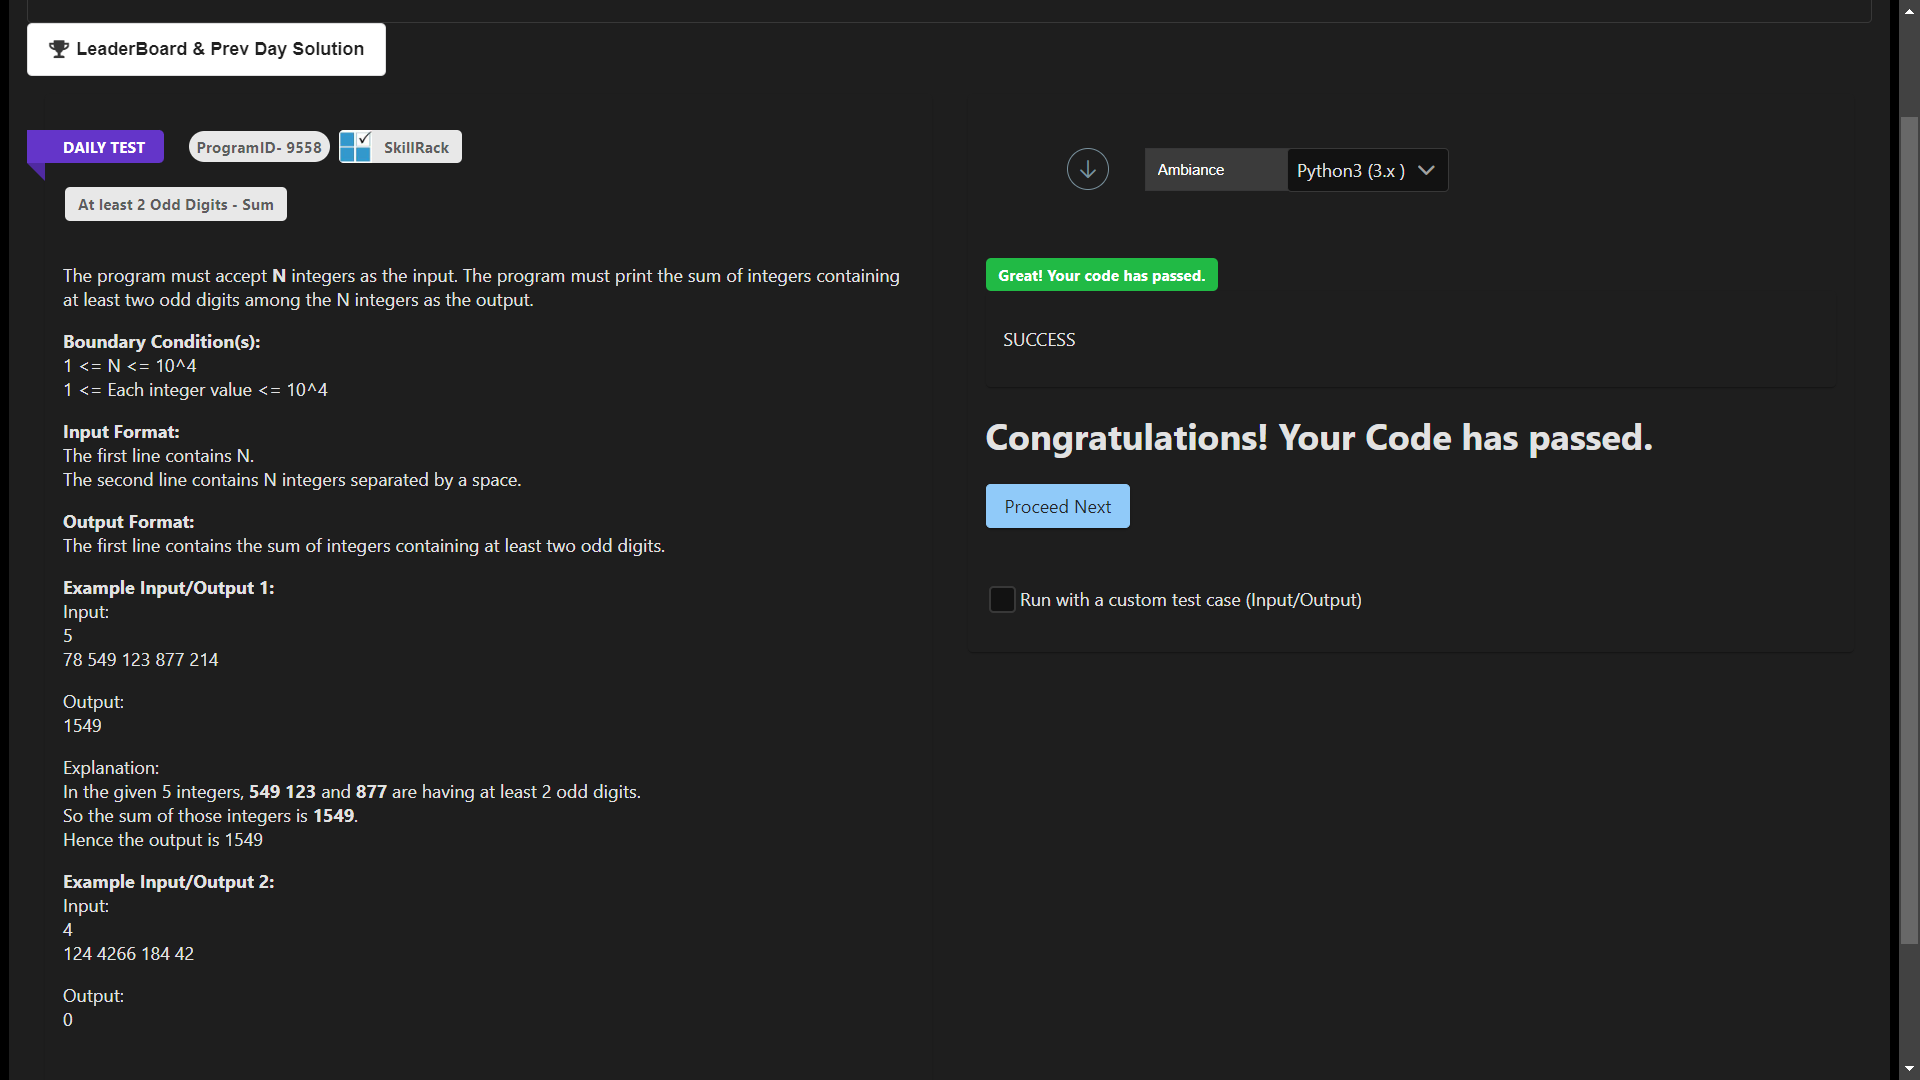 LeaderBoard & Prev Day Solution
DAILY TEST
ProgramID- 9558
SkillRack
At least 2 Odd Digits - Sum
The program must accept N integers as the input. The program must print the sum of integers containing
at least two odd digits among the N integers as the output.
Boundary Condition(s):
1 <= N <= 10^4
1 <= Each integer value <= 10^4
Input Format:
The first line contains N.
The second line contains N integers separated by a space.
Output Format:
The first line contains the sum of integers containing at least two odd digits.
Example Input/Output 1:
Input:
5
78 549 123 877 214
Output:
1549
Explanation:
In the given 5 integers, 549 123 and 877 are having at least 2 odd digits.
So the sum of those integers is 1549.
Hence the output is 1549
Example Input/Output 2:
Input:
4
124 4266 184 42
Output:
0
Ambiance
Python3 (3.x )
Great! Your code has passed.
SUCCESS
Congratulations! Your Code has passed.
Proceed Next
Run with a custom test case (Input/Output)